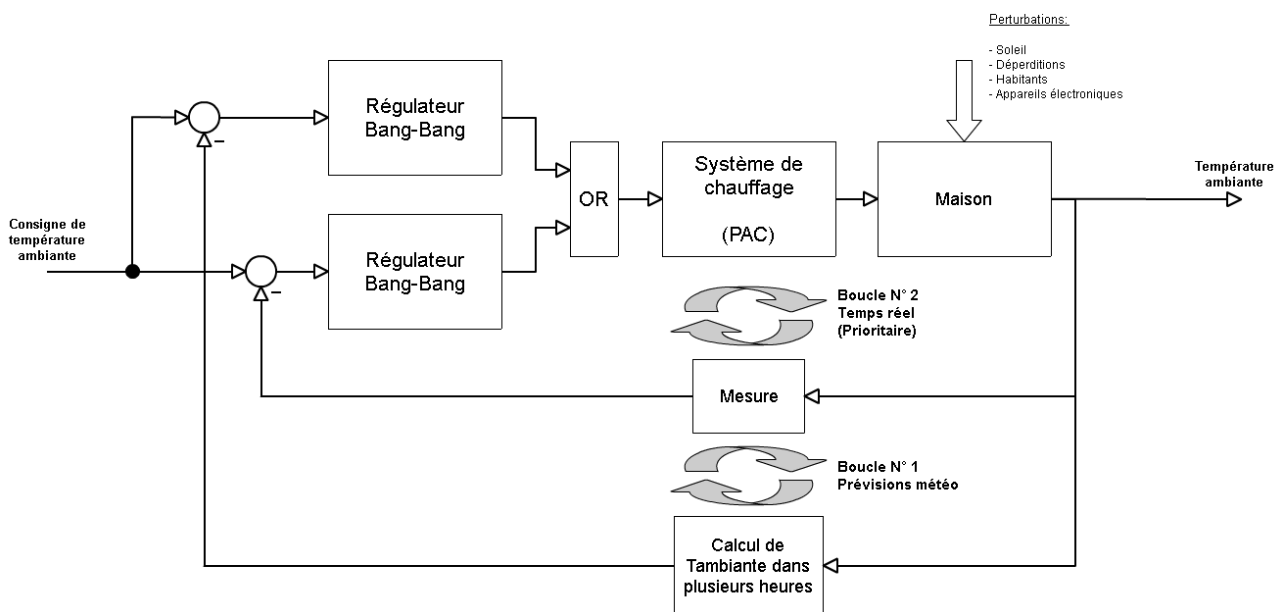 Perturbations:
- Soleil
- Déperditions
- Habitants
- Appareils électroniques
Régulateur
Bang-Bang
OR
Système de
chauffage
(PAC)
Maison
Température
ambiante
Consigne de
température
ambiante
Régulateur
Bang-Bang
Boucle N° 2
Temps réel
(Prioritaire)
Mesure
Boucle N° 1
Prévisions météo
Calcul de
Tambiante dans
plusieurs heures